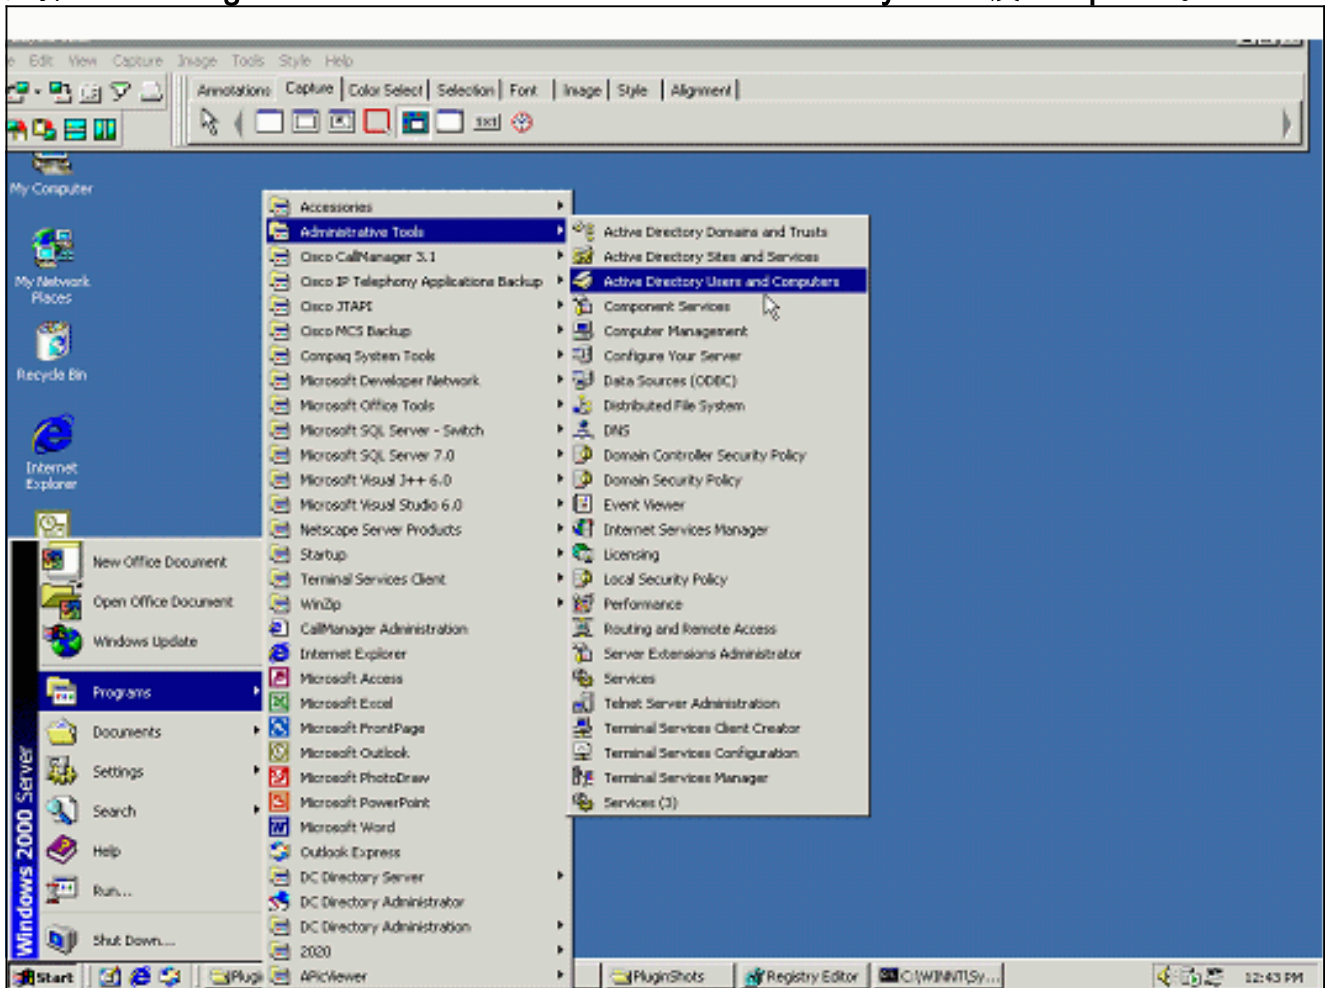 Edit View Capture Image Tools Style Help
Annotations Capture Color Select Selection Font Image Style Alignment
My Computer
My Network
Places
Recycle Bin
Internet
Explorer
New Office Document
Open Office Document
Windows Update
Programs
Documents
Settings
Search
Help
Run...
Shut Down...
Windows 2000 Server
Accessories
Administrative Tools
Cisco CallManager 3.1
Cisco IP Telephony Applications Backup
Cisco JTAPI
Cisco MCS Backup
Compaq System Tools
Microsoft Developer Network
Microsoft Office Tools
Microsoft SQL Server - Switch
Microsoft SQL Server 7.0
Microsoft Visual J++ 6.0
Microsoft Visual Studio 6.0
Netscape Server Products
Startup
Terminal Services Client
WinZip
CallManager Administration
Internet Explorer
Microsoft Access
Microsoft Excel
Microsoft FrontPage
Microsoft Outlook
Microsoft PhotoDraw
Microsoft PowerPoint
Microsoft Word
Outlook Express
DC Directory Server
DC Directory Administrator
DC Directory Administration
2020
APicViewer
Active Directory Domains and Trusts
Active Directory Sites and Services
Active Directory Users and Computers
Component Services
Computer Management
Configure Your Server
Data Sources (ODBC)
Distributed File System
DNS
Domain Controller Security Policy
Domain Security Policy
Event Viewer
Internet Services Manager
Licensing
Local Security Policy
Performance
Routing and Remote Access
Server Extensions Administrator
Services
Telnet Server Administration
Terminal Services Client Creator
Terminal Services Configuration
Terminal Services Manager
Services (3)
Start Plugi PluginShots Registry Editor C:\WINNT\Sy... 12:43 PM